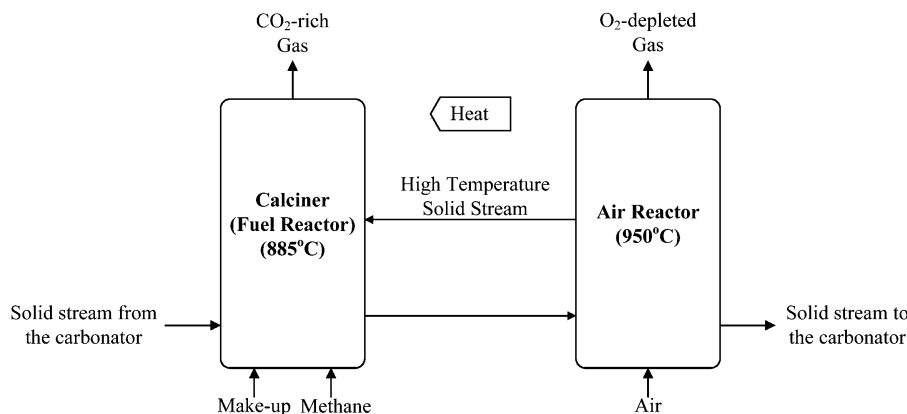 CO₂-rich
Gas
O₂-depleted
Gas
Heat
High Temperature
Solid Stream
Calciner
(Fuel Reactor)
(885°C)
Air Reactor
(950°C)
Solid stream from
the carbonator
Solid stream to
the carbonator
Make-up
Methane
Air